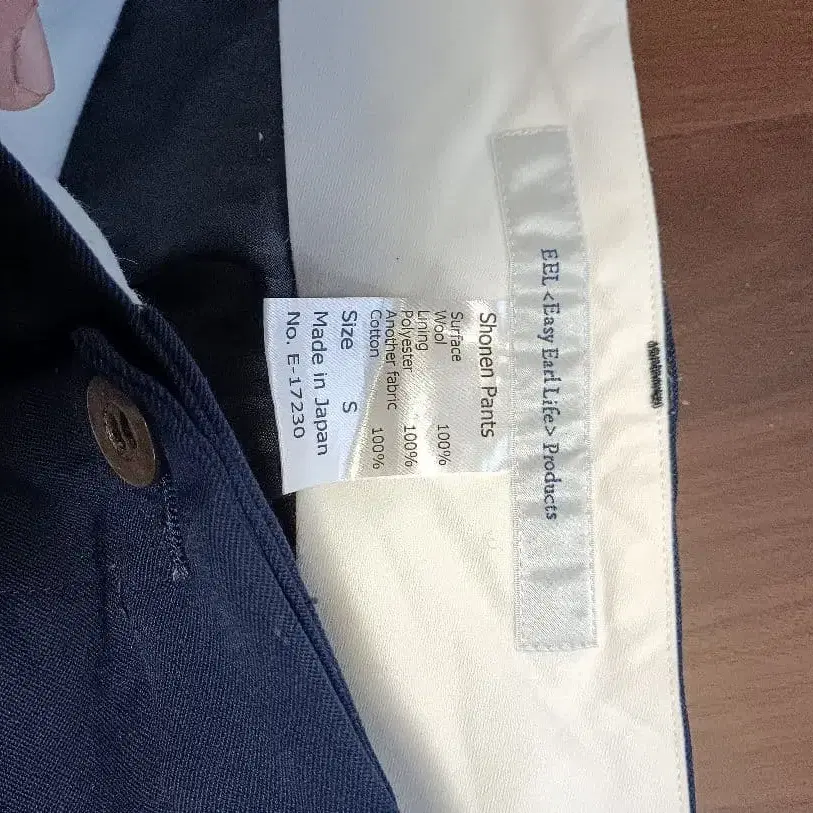 EEL <Easy Earl Life> Products
Shonen Pants
Surface
Wool 100%
Lining
Polyester 100%
Another fabric
Cotton 100%
Size S
Made in Japan
No. E-17230